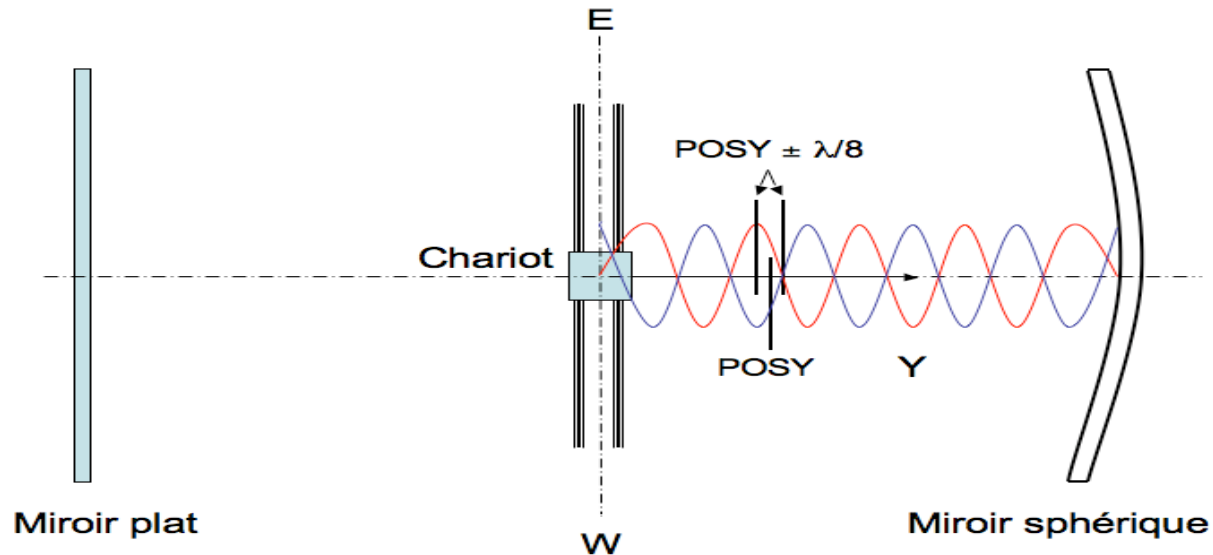 E
POSY ± λ/8
Chariot
POSY
Y
Miroir plat
Miroir sphérique
W